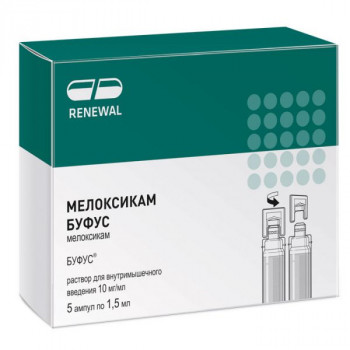 RENEWAL
МЕЛОКСИКАМ
БУФУС
мелоксикам
БУФУС®
раствор для внутримышечного
введения 10 мг/мл
5 ампул по 1,5 мл